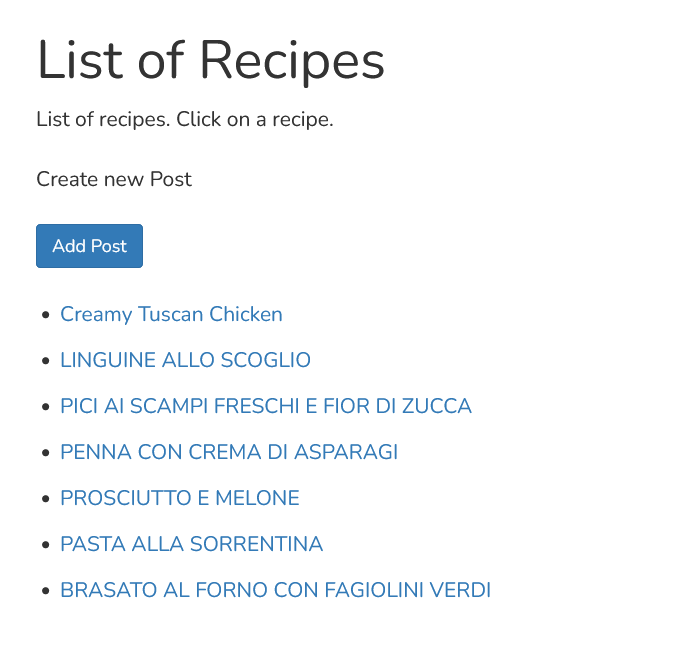 List of Recipes
List of recipes. Click on a recipe.
Create new Post
Add Post
• Creamy Tuscan Chicken
• LINGUINE ALLO SCOGLIO
• PICI AI SCAMPI FRESCHI E FIOR DI ZUCCA
• PENNA CON CREMA DI ASPARAGI
• PROSCIUTTO E MELONE
• PASTA ALLA SORRENTINA
• BRASATO AL FORNO CON FAGIOLINI VERDI